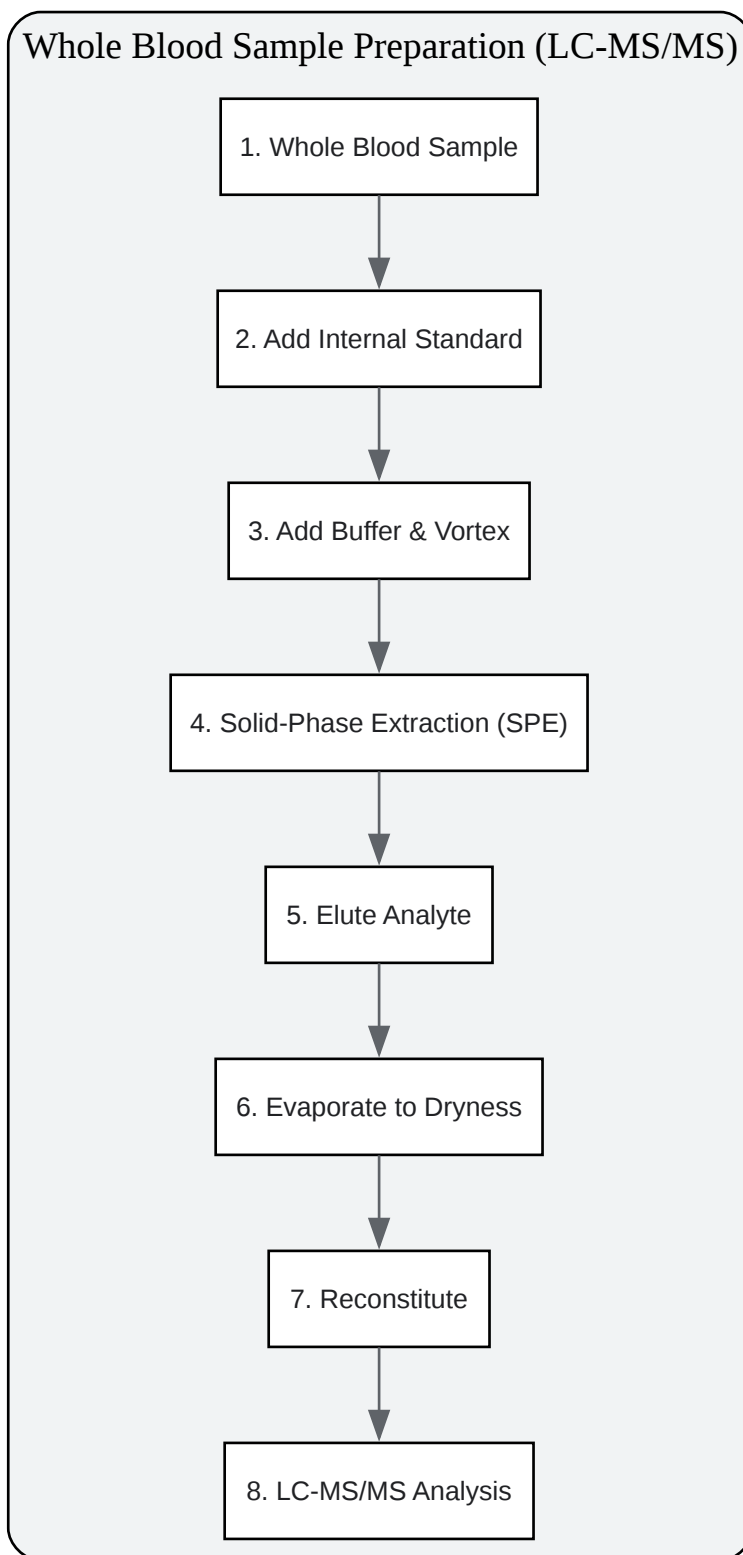 Whole Blood Sample Preparation (LC-MS/MS)
1. Whole Blood Sample
2. Add Internal Standard
3. Add Buffer & Vortex
4. Solid-Phase Extraction (SPE)
5. Elute Analyte
6. Evaporate to Dryness
7. Reconstitute
8. LC-MS/MS Analysis